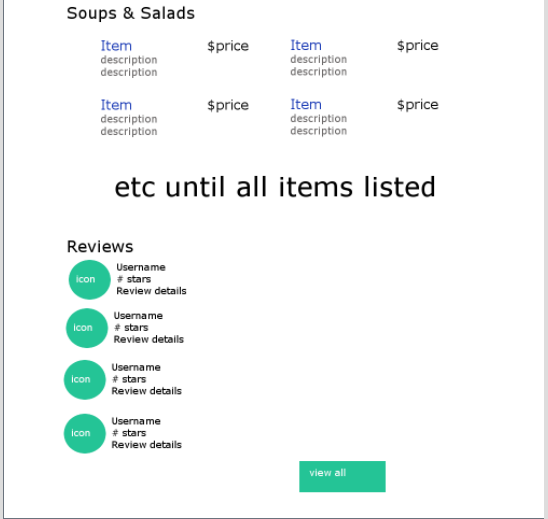 Soups & Salads
Item $price Item $price
description description
description description
Item $price Item $price
description description
description description
etc until all items listed
Reviews
icon
Username
# stars
Review details
icon
Username
# stars
Review details
icon
Username
# stars
Review details
icon
Username
# stars
Review details
view all